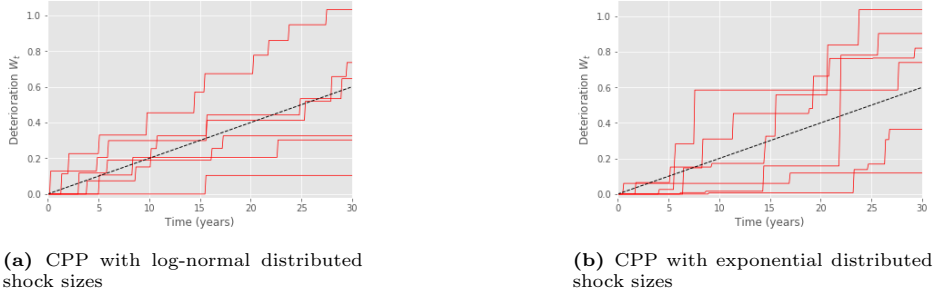 1.0
0.8
0.6
0.4
0.2
0.0
Deterioration Wt
0 5 10 15 20 25 30
Time (years)
(a) CPP with log-normal distributed
shock sizes
1.0
0.8
0.6
0.4
0.2
0.0
Deterioration Wt
0 5 10 15 20 25 30
Time (years)
(b) CPP with exponential distributed
shock sizes